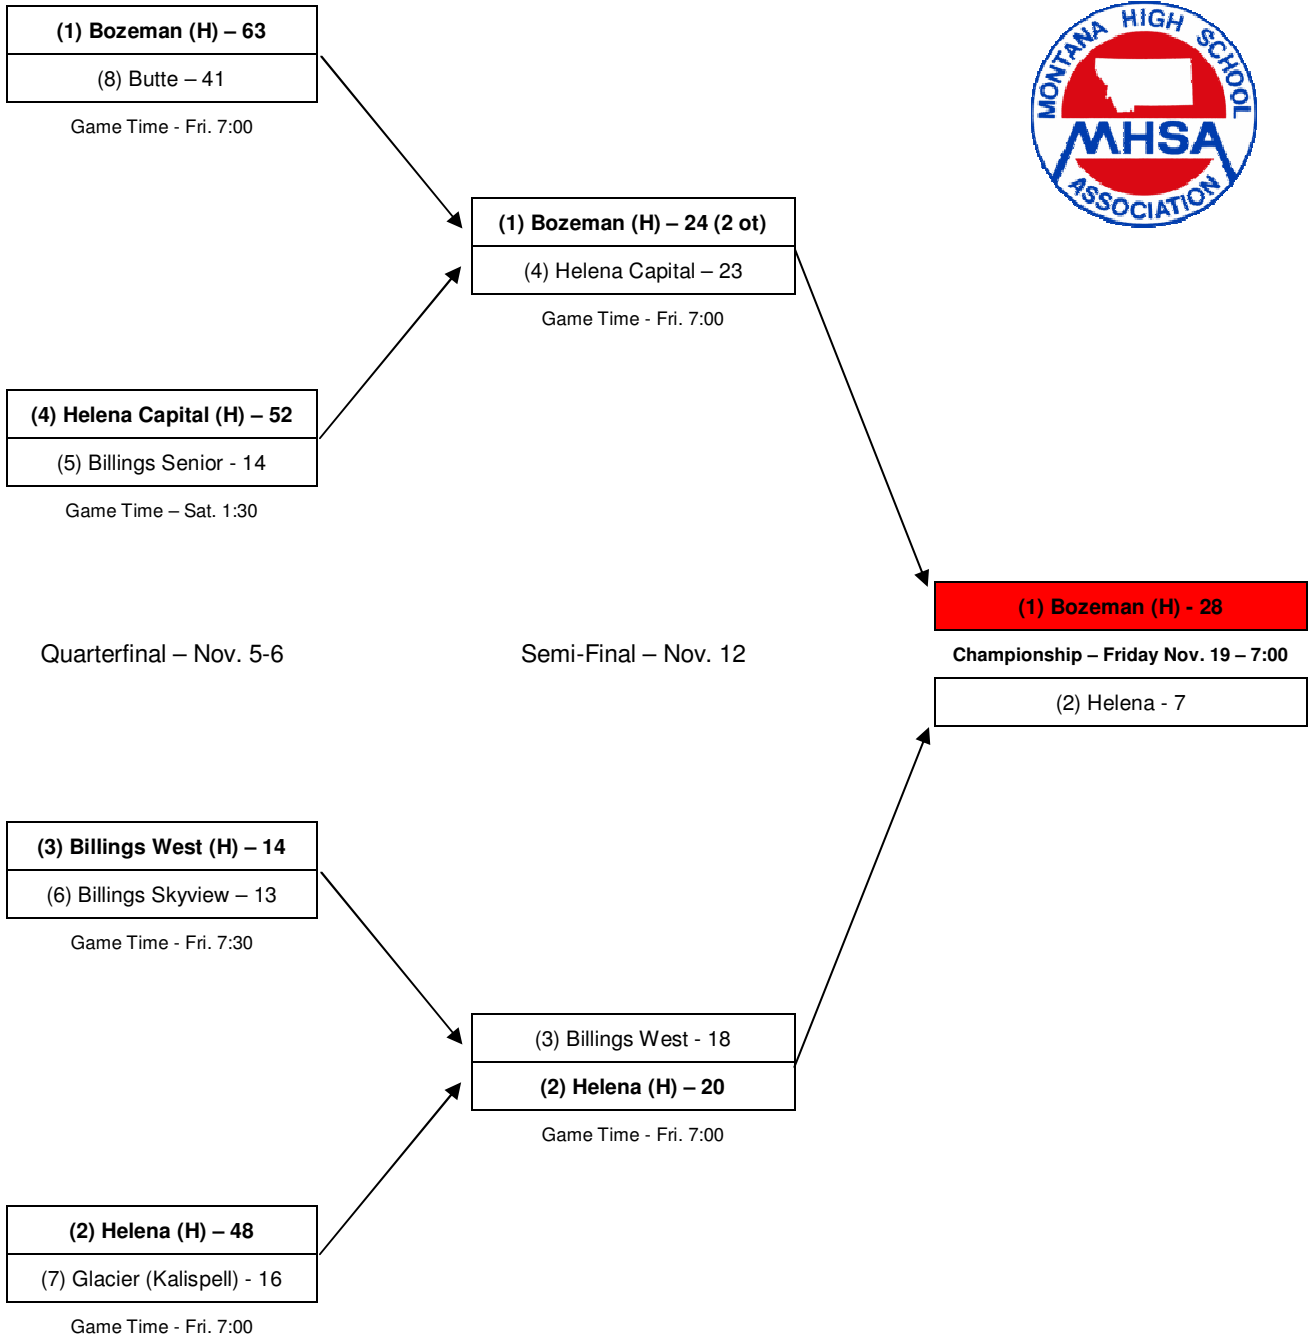 (1) Bozeman (H) – 63
(8) Butte – 41
Game Time - Fri. 7:00
MONTANA HIGH SCHOOL
MHSA
ASSOCIATION
(1) Bozeman (H) – 24 (2 ot)
(4) Helena Capital – 23
Game Time - Fri. 7:00
(4) Helena Capital (H) – 52
(5) Billings Senior - 14
Game Time – Sat. 1:30
(1) Bozeman (H) - 28
Quarterfinal – Nov. 5-6
Semi-Final – Nov. 12
Championship – Friday Nov. 19 – 7:00
(2) Helena - 7
(3) Billings West (H) – 14
(6) Billings Skyview – 13
Game Time - Fri. 7:30
(3) Billings West - 18
(2) Helena (H) – 20
Game Time - Fri. 7:00
(2) Helena (H) – 48
(7) Glacier (Kalispell) - 16
Game Time - Fri. 7:00